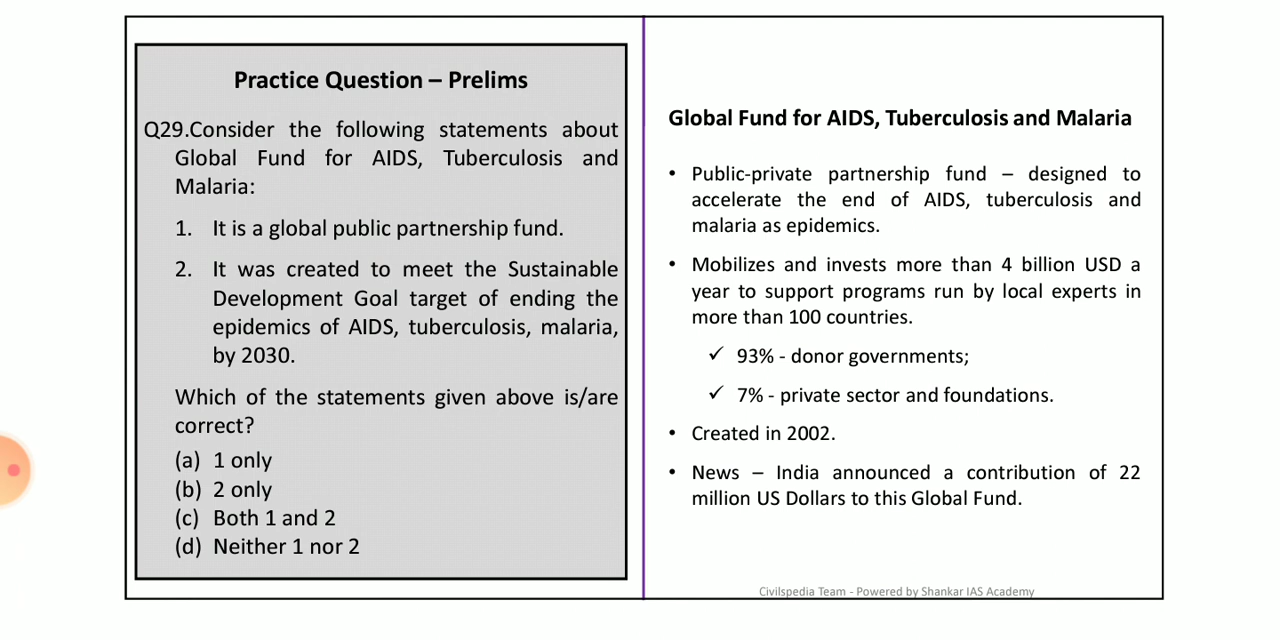 Practice Question – Prelims
Q29.Consider the following statements about
Global Fund for AIDS, Tuberculosis and
Malaria:
1. It is a global public partnership fund.
2. It was created to meet the Sustainable
Development Goal target of ending the
epidemics of AIDS, tuberculosis, malaria,
by 2030.
Which of the statements given above is/are
correct?
(a) 1 only
(b) 2 only
(c) Both 1 and 2
(d) Neither 1 nor 2
Global Fund for AIDS, Tuberculosis and Malaria
• Public-private partnership fund – designed to
accelerate the end of AIDS, tuberculosis and
malaria as epidemics.
• Mobilizes and invests more than 4 billion USD a
year to support programs run by local experts in
more than 100 countries.
✓ 93% - donor governments;
✓ 7% - private sector and foundations.
• Created in 2002.
• News – India announced a contribution of 22
million US Dollars to this Global Fund.
Civilspedia Team - Powered by Shankar IAS Academy